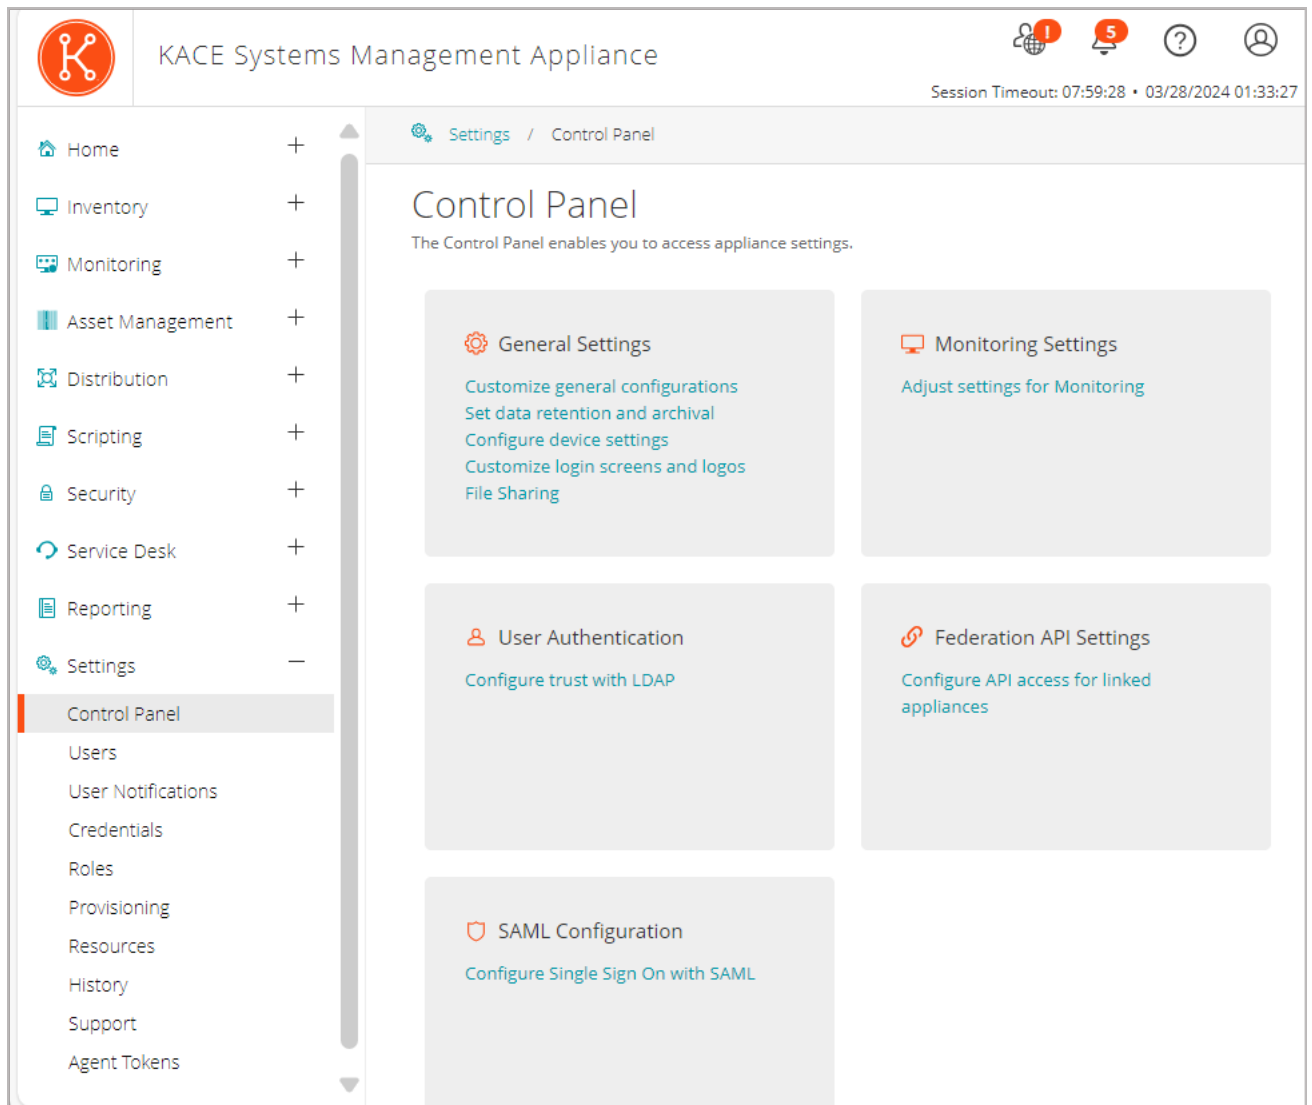 KACE Systems Management Appliance
!
5
?
Session Timeout: 07:59:28 • 03/28/2024 01:33:27
Home +
Inventory +
Monitoring +
Asset Management +
Distribution +
Scripting +
Security +
Service Desk +
Reporting +
Settings −
Control Panel
Users
User Notifications
Credentials
Roles
Provisioning
Resources
History
Support
Agent Tokens
Settings / Control Panel
Control Panel
The Control Panel enables you to access appliance settings.
General Settings
Customize general configurations
Set data retention and archival
Configure device settings
Customize login screens and logos
File Sharing
Monitoring Settings
Adjust settings for Monitoring
User Authentication
Configure trust with LDAP
Federation API Settings
Configure API access for linked
appliances
SAML Configuration
Configure Single Sign On with SAML